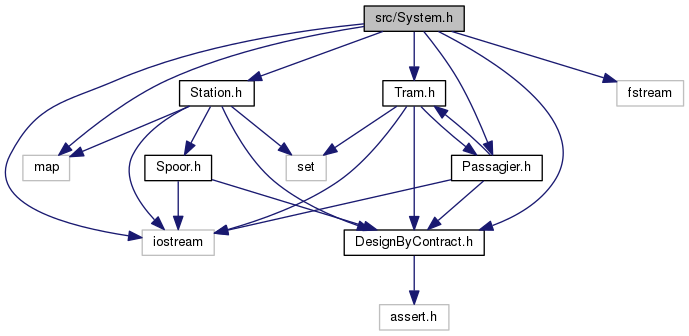 src/System.h
Station.h
Tram.h
fstream
map
Spoor.h
set
Passagier.h
iostream
DesignByContract.h
assert.h